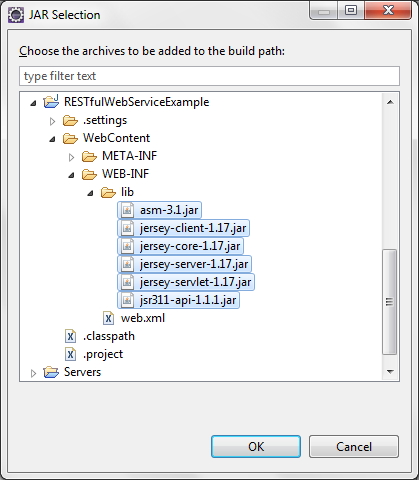 JAR Selection
Choose the archives to be added to the build path:
type filter text
RESTfulWebServiceExample
.settings
WebContent
META-INF
WEB-INF
lib
asm-3.1.jar
jersey-client-1.17.jar
jersey-core-1.17.jar
jersey-server-1.17.jar
jersey-servlet-1.17.jar
jsr311-api-1.1.1.jar
web.xml
.classpath
.project
Servers
OK Cancel